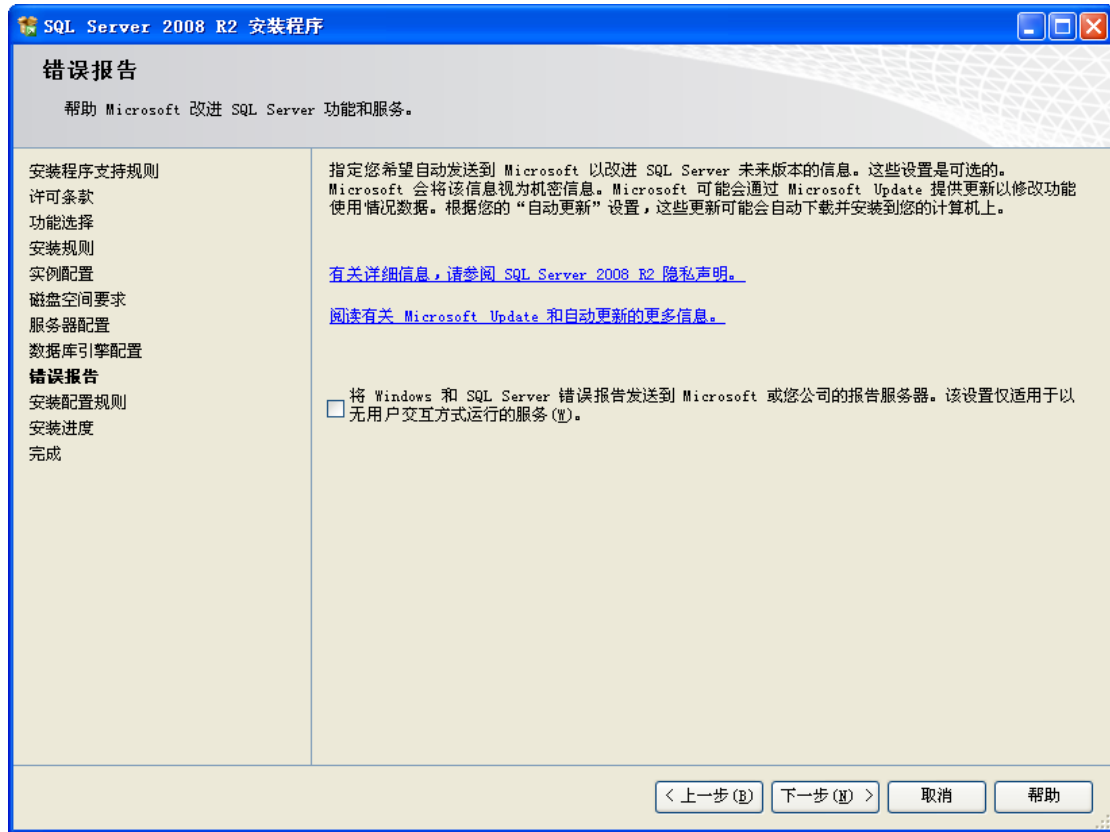 SQL Server 2008 R2 安装程序
错误报告
帮助 Microsoft 改进 SQL Server 功能和服务。
安装程序支持规则
许可条款
功能选择
安装规则
实例配置
磁盘空间要求
服务器配置
数据库引擎配置
错误报告
安装配置规则
安装进度
完成
指定您希望自动发送到 Microsoft 以改进 SQL Server 未来版本的信息。这些设置是可选的。
Microsoft 会将该信息视为机密信息。Microsoft 可能会通过 Microsoft Update 提供更新以修改功能
使用情况数据。根据您的“自动更新”设置，这些更新可能会自动下载并安装到您的计算机上。
有关详细信息，请参阅 SQL Server 2008 R2 隐私声明。
阅读有关 Microsoft Update 和自动更新的更多信息。
将 Windows 和 SQL Server 错误报告发送到 Microsoft 或您公司的报告服务器。该设置仅适用于以
无用户交互方式运行的服务(W)。
< 上一步(B) 下一步(N) > 取消 帮助